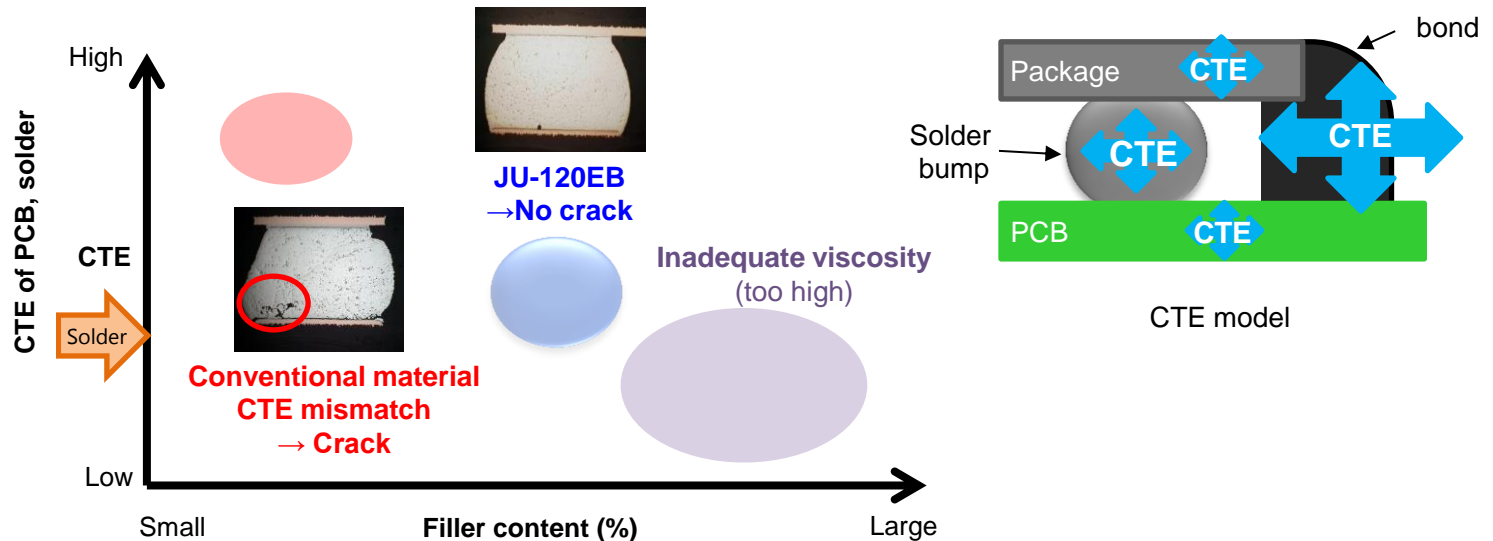 High
CTE of PCB, solder
CTE
Solder
Low
Small
Filler content (%)
Large
JU-120EB
→No crack
Conventional material
CTE mismatch
→ Crack
Inadequate viscosity
(too high)
bond
Package
CTE
Solder
bump
CTE
CTE
PCB
CTE
CTE model